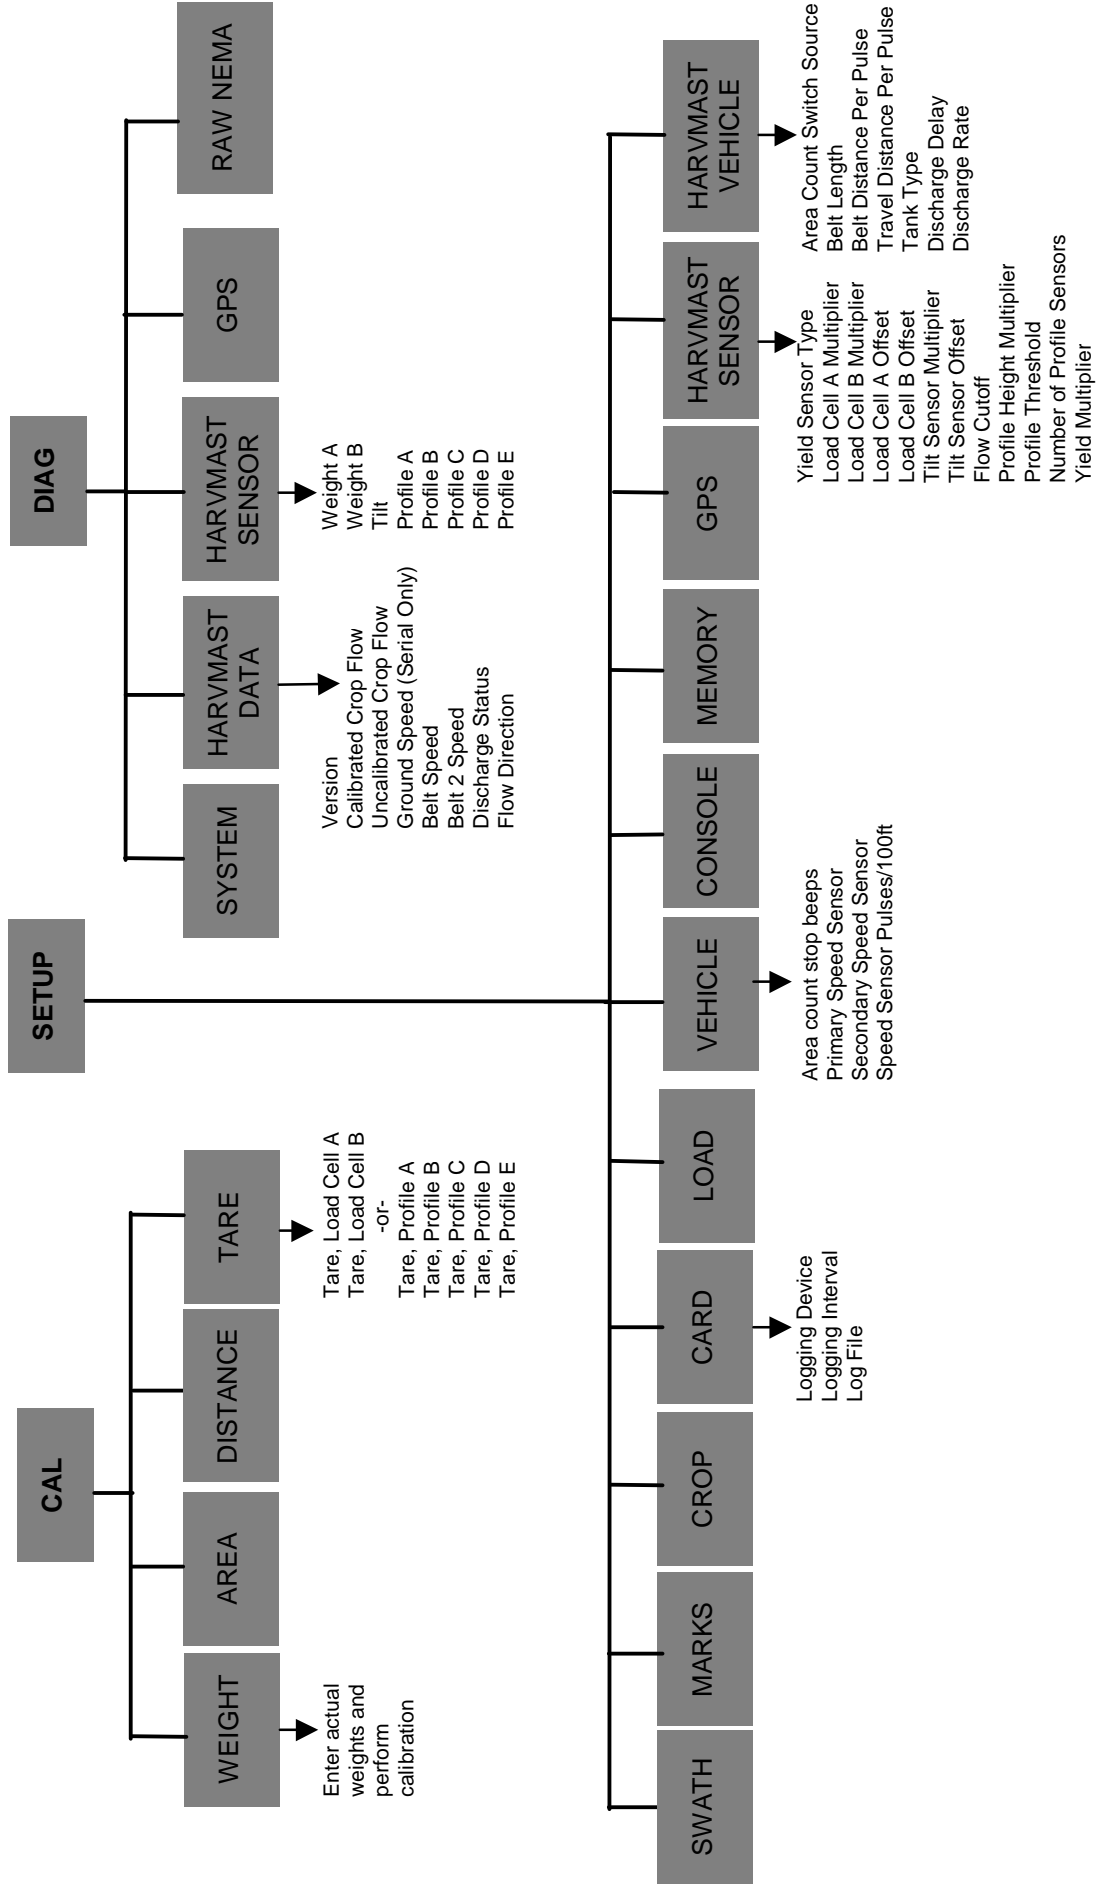 CAL
WEIGHT
Enter actual
weights and
perform
calibration
AREA
DISTANCE
TARE
Tare, Load Cell A
Tare, Load Cell B
-or-
Tare, Profile A
Tare, Profile B
Tare, Profile C
Tare, Profile D
Tare, Profile E
SETUP
SWATH
MARKS
CROP
CARD
Logging Device
Logging Interval
Log File
LOAD
VEHICLE
Area count stop beeps
Primary Speed Sensor
Secondary Speed Sensor
Speed Sensor Pulses/100ft
CONSOLE
MEMORY
GPS
HARVMAST
SENSOR
Yield Sensor Type
Load Cell A Multiplier
Load Cell B Multiplier
Load Cell A Offset
Load Cell B Offset
Tilt Sensor Multiplier
Tilt Sensor Offset
Flow Cutoff
Profile Height Multiplier
Profile Threshold
Number of Profile Sensors
Yield Multiplier
HARVMAST
VEHICLE
Area Count Switch Source
Belt Length
Belt Distance Per Pulse
Travel Distance Per Pulse
Tank Type
Discharge Delay
Discharge Rate
DIAG
SYSTEM
HARVMAST
DATA
Version
Calibrated Crop Flow
Uncalibrated Crop Flow
Ground Speed (Serial Only)
Belt Speed
Belt 2 Speed
Discharge Status
Flow Direction
HARVMAST
SENSOR
Weight A
Weight B
Tilt
Profile A
Profile B
Profile C
Profile D
Profile E
GPS
RAW NEMA